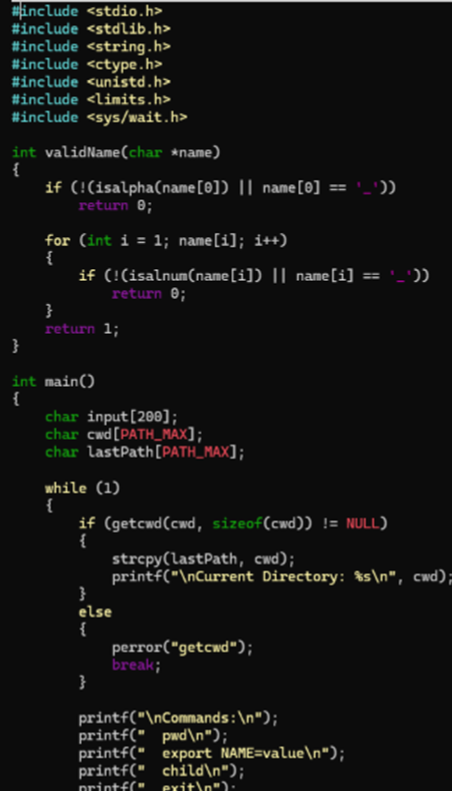 #include <stdio.h>
#include <stdlib.h>
#include <string.h>
#include <ctype.h>
#include <unistd.h>
#include <limits.h>
#include <sys/wait.h>

int validName(char *name)
{
    if (!(isalpha(name[0]) || name[0] == '_'))
        return 0;

    for (int i = 1; name[i]; i++)
    {
        if (!(isalnum(name[i]) || name[i] == '_'))
            return 0;
    }
    return 1;
}

int main()
{
    char input[200];
    char cwd[PATH_MAX];
    char lastPath[PATH_MAX];

    while (1)
    {
        if (getcwd(cwd, sizeof(cwd)) != NULL)
        {
            strcpy(lastPath, cwd);
            printf("\nCurrent Directory: %s\n", cwd);
        }
        else
        {
            perror("getcwd");
            break;
        }

        printf("\nCommands:\n");
        printf("  pwd\n");
        printf("  export NAME=value\n");
        printf("  child\n");
        printf("  exit\n");